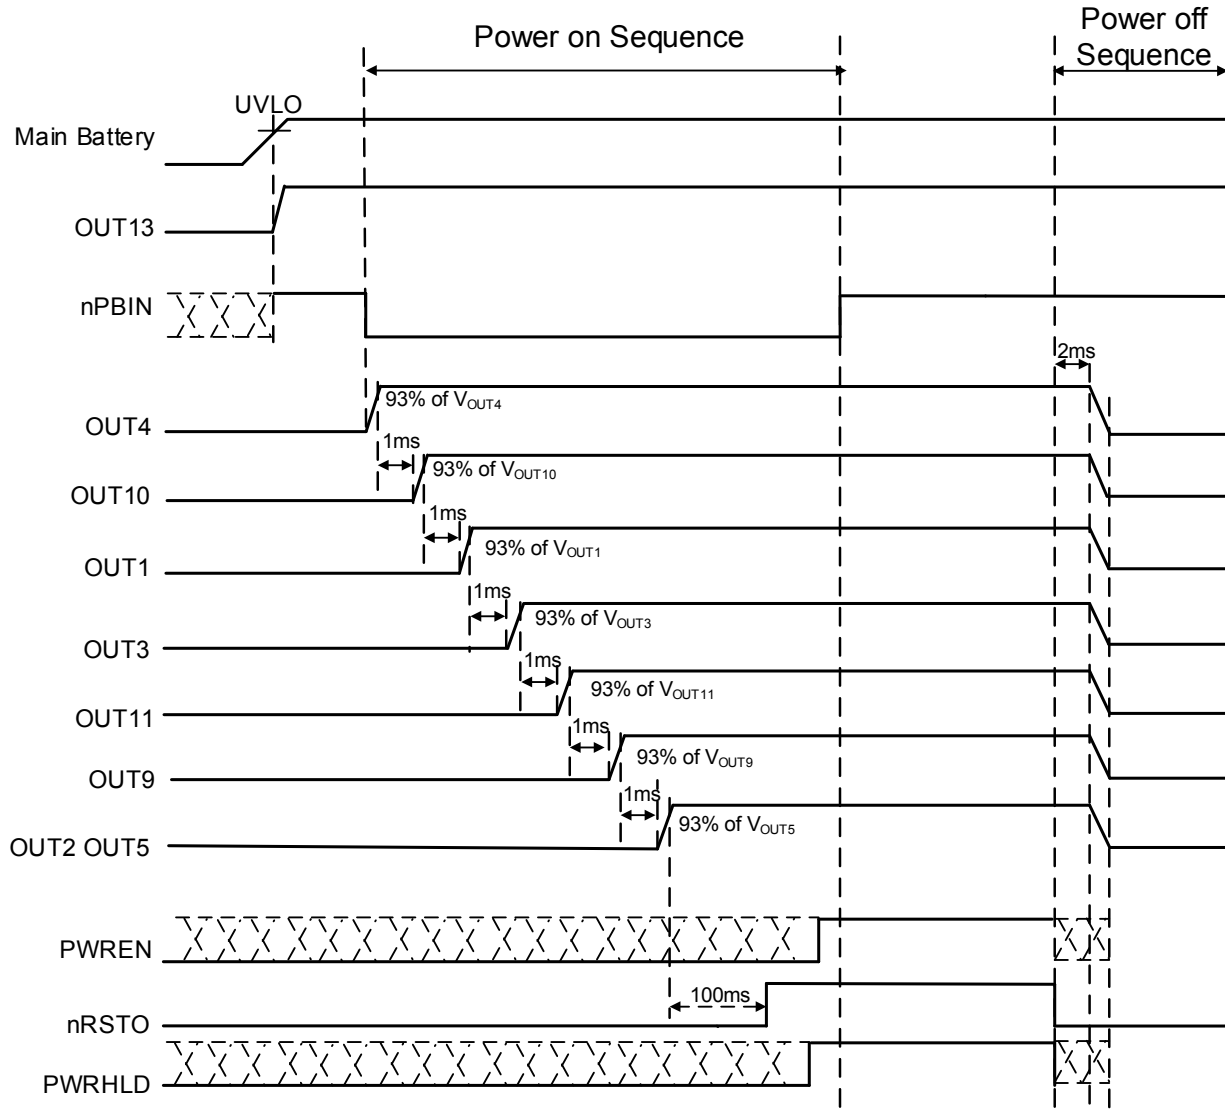 Power on Sequence
Power off
Sequence
UVLO
Main Battery
OUT13
nPBIN
2ms
93% of VOUT4
OUT4
1ms
93% of VOUT10
OUT10
1ms
93% of VOUT1
OUT1
1ms
93% of VOUT3
OUT3
1ms
93% of VOUT11
OUT11
1ms
93% of VOUT9
OUT9
1ms
93% of VOUT5
OUT2 OUT5
PWREN
100ms
nRSTO
PWRHLD